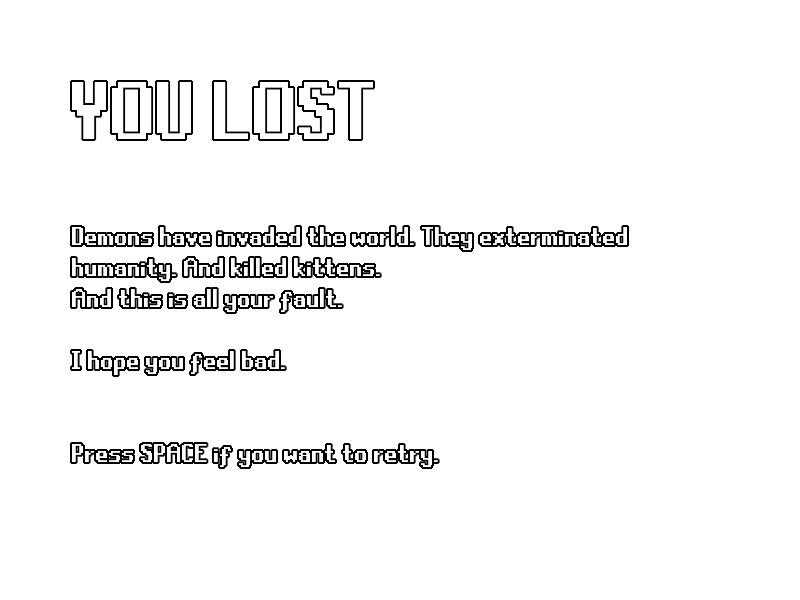 YOU LOST
Demons have invaded the world. They exterminated
humanity. And killed kittens.
And this is all your fault.
I hope you feel bad.
Press SPACE if you want to retry.